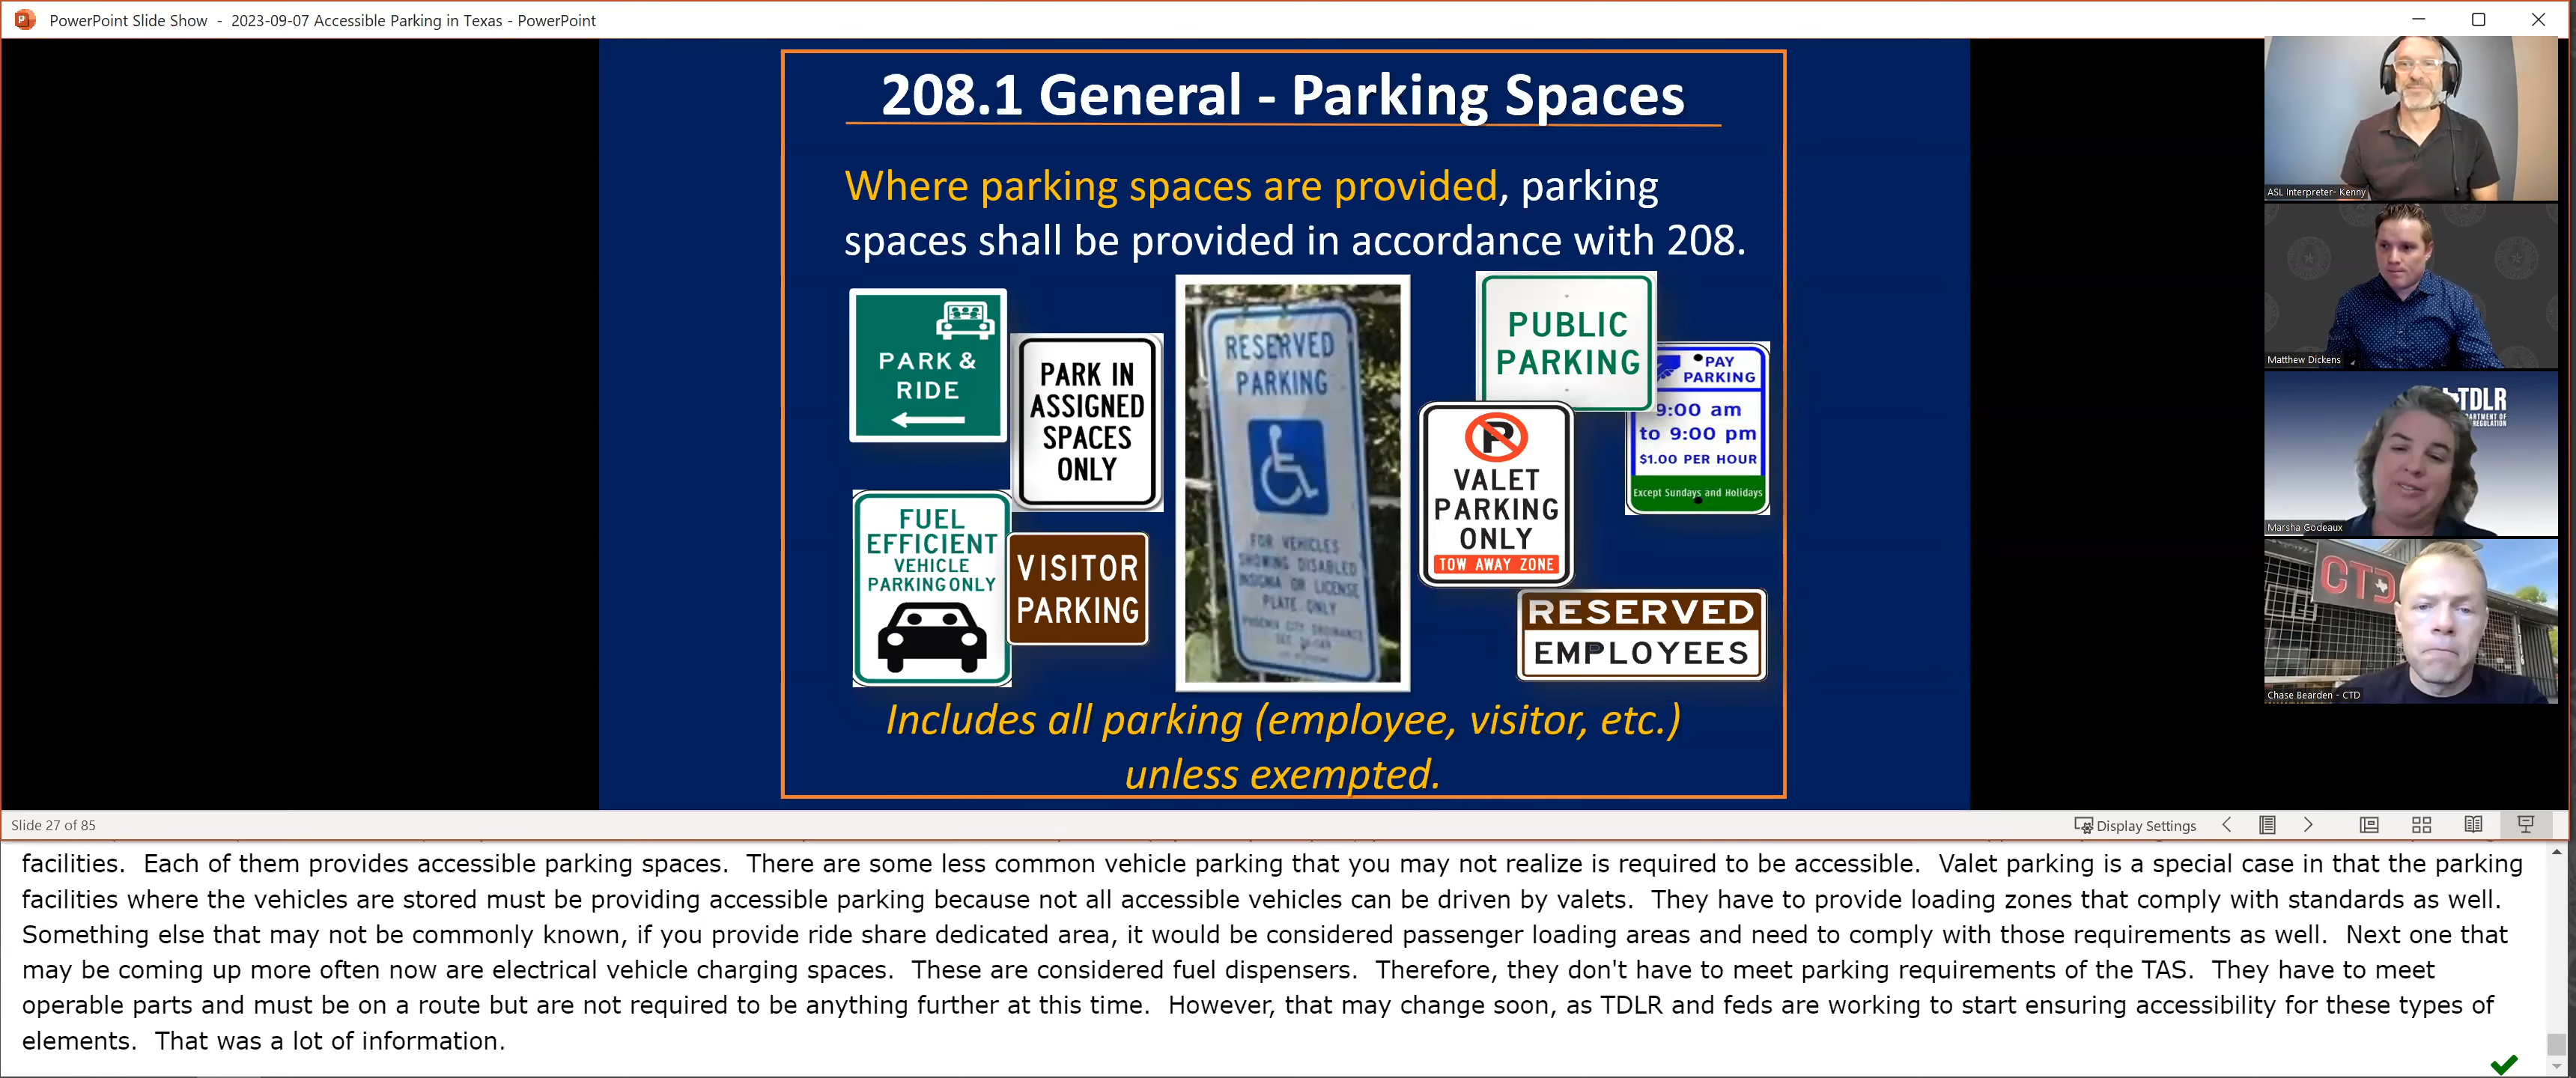 PowerPoint Slide Show - 2023-09-07 Accessible Parking in Texas - PowerPoint
208.1 General - Parking Spaces
Where parking spaces are provided, parking
spaces shall be provided in accordance with 208.
PARK &
RIDE
PARK IN
ASSIGNED
SPACES
ONLY
FUEL
EFFICIENT
VEHICLE
PARKING ONLY
VISITOR
PARKING
RESERVED
PARKING
FOR VEHICLES
SHOWING DISABLED
INSIGNIA OR LICENSE
PLATE ONLY
PHOENIX CITY ORDINANCE
PUBLIC
PARKING
PAY
PARKING
9:00 am
to 9:00 pm
$1.00 PER HOUR
Except Sundays and Holidays
P
VALET
PARKING
ONLY
TOW AWAY ZONE
RESERVED
EMPLOYEES
Includes all parking (employee, visitor, etc.)
unless exempted.
ASL Interpreter- Kenny
Matthew Dickens
TDLR
REGULATION
Marsha Godeaux
CTD
Chase Bearden - CTD
Slide 27 of 85
Display Settings
facilities. Each of them provides accessible parking spaces. There are some less common vehicle parking that you may not realize is required to be accessible. Valet parking is a special case in that the parking
facilities where the vehicles are stored must be providing accessible parking because not all accessible vehicles can be driven by valets. They have to provide loading zones that comply with standards as well.
Something else that may not be commonly known, if you provide ride share dedicated area, it would be considered passenger loading areas and need to comply with those requirements as well. Next one that
may be coming up more often now are electrical vehicle charging spaces. These are considered fuel dispensers. Therefore, they don't have to meet parking requirements of the TAS. They have to meet
operable parts and must be on a route but are not required to be anything further at this time. However, that may change soon, as TDLR and feds are working to start ensuring accessibility for these types of
elements. That was a lot of information.